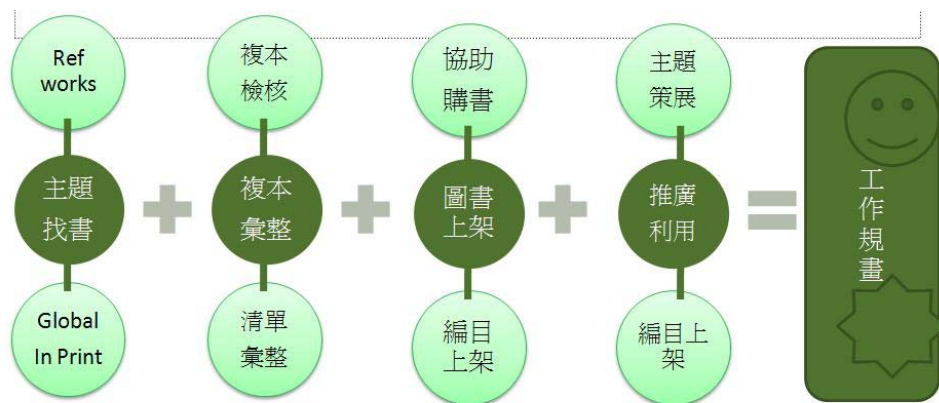 Ref
works
複本
檢核
協助
購書
主題
策展
主題
找書
複本
彙整
圖書
上架
推廣
利用
工作規畫
Global
In Print
清單
彙整
編目
上架
編目上
架